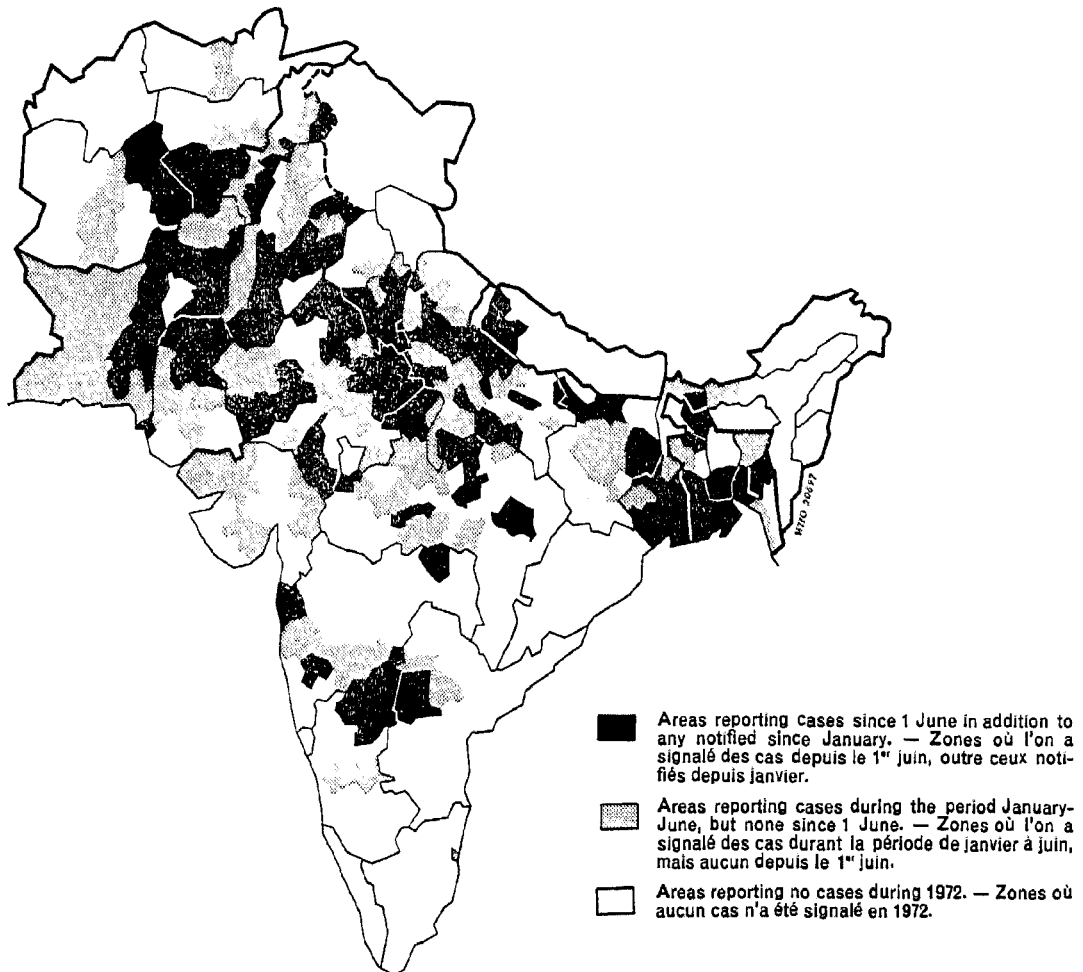 WHO 20697
Areas reporting cases since 1 June in addition to
any notified since January. — Zones où l'on a
signalé des cas depuis le 1er juin, outre ceux noti-
fiés depuis janvier.
Areas reporting cases during the period January-
June, but none since 1 June. — Zones où l'on a
signalé des cas durant la période de janvier à juin,
mais aucun depuis le 1er juin.
Areas reporting no cases during 1972. — Zones où
aucun cas n'a été signalé en 1972.